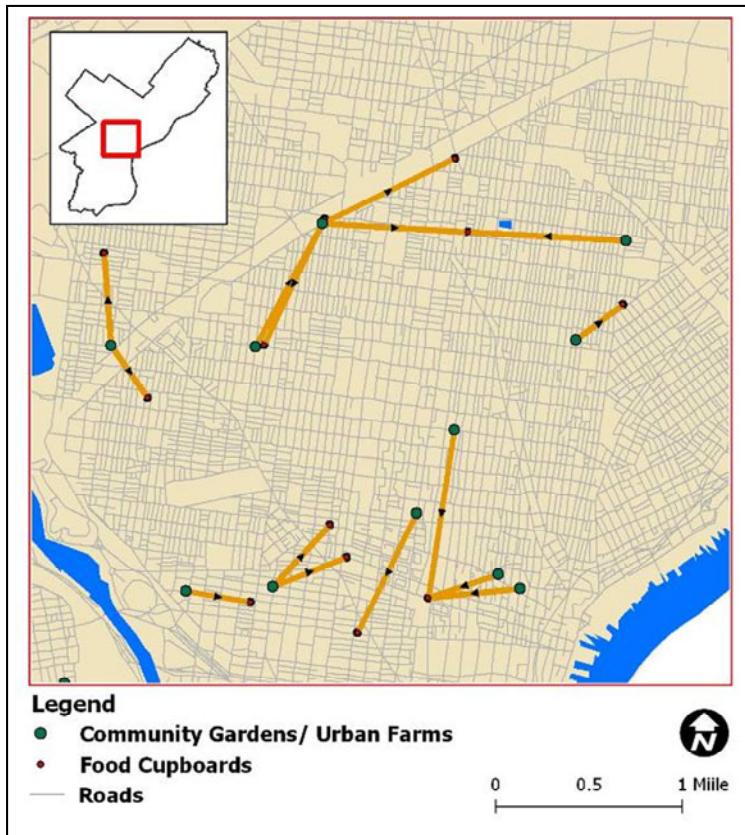 Legend
Community Gardens/ Urban Farms
Food Cupboards
Roads
N
0 0.5 1 Miile